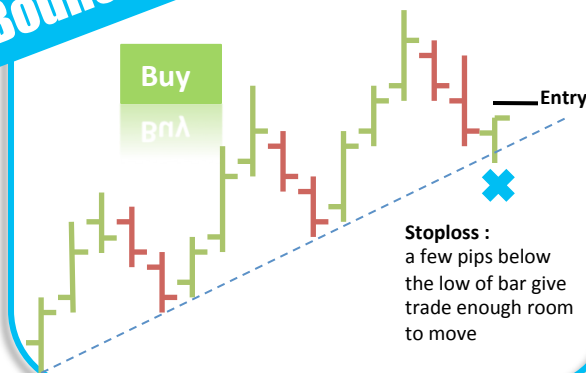 Buy
Entry
Stoploss :
a few pips below
the low of bar give
trade enough room
to move